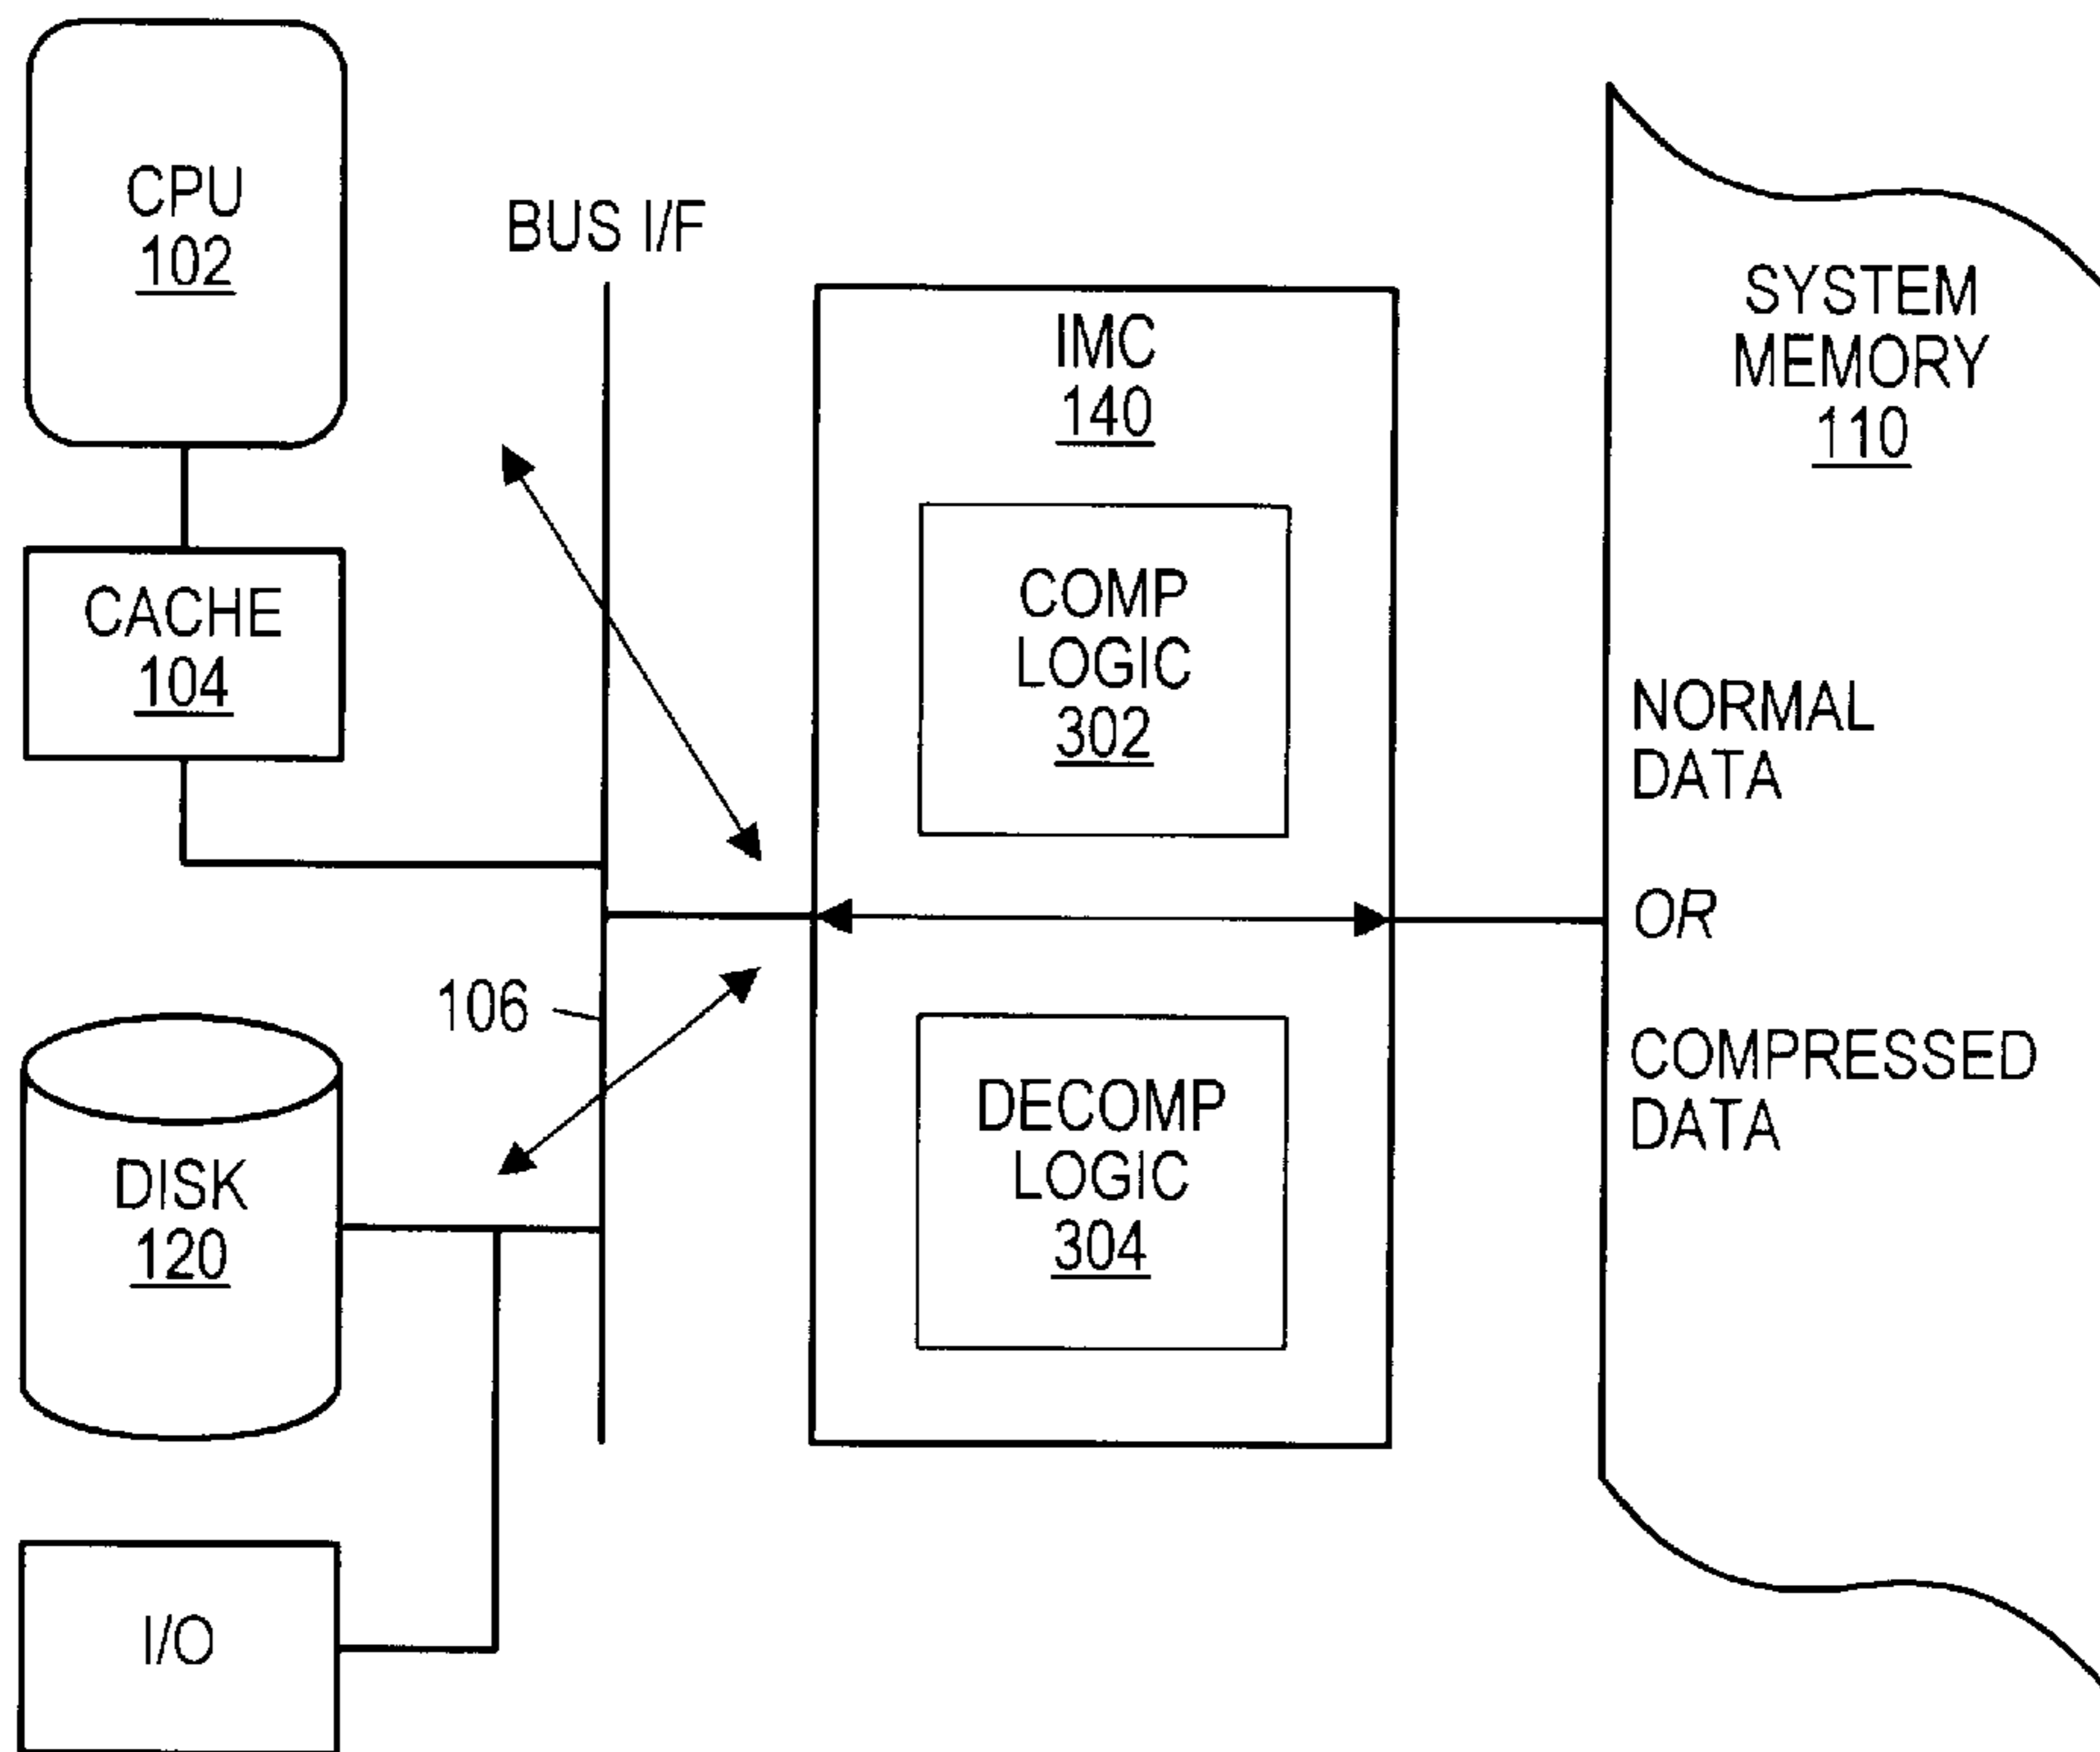 CPU
102
BUS I/F
CACHE
104
106
DISK
120
I/O
IMC
140
COMP
LOGIC
302
DECOMP
LOGIC
304
SYSTEM
MEMORY
110
NORMAL
DATA
OR
COMPRESSED
DATA